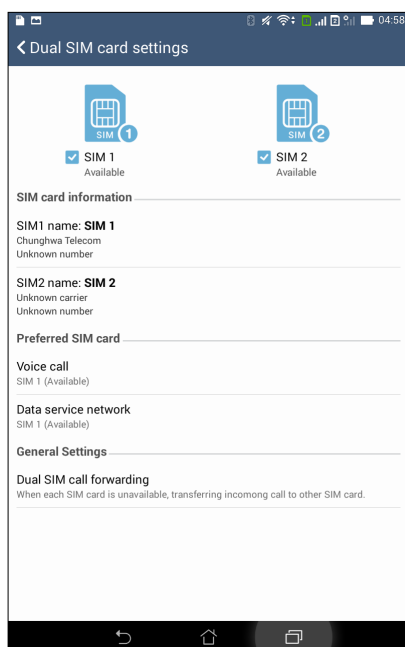 04:58
Dual SIM card settings
SIM 1
SIM 2
SIM 1
Available
SIM 2
Available
SIM card information
SIM1 name: SIM 1
Chunghwa Telecom
Unknown number
SIM2 name: SIM 2
Unknown carrier
Unknown number
Preferred SIM card
Voice call
SIM 1 (Available)
Data service network
SIM 1 (Available)
General Settings
Dual SIM call forwarding
When each SIM card is unavailable, transferring incomong call to other SIM card.